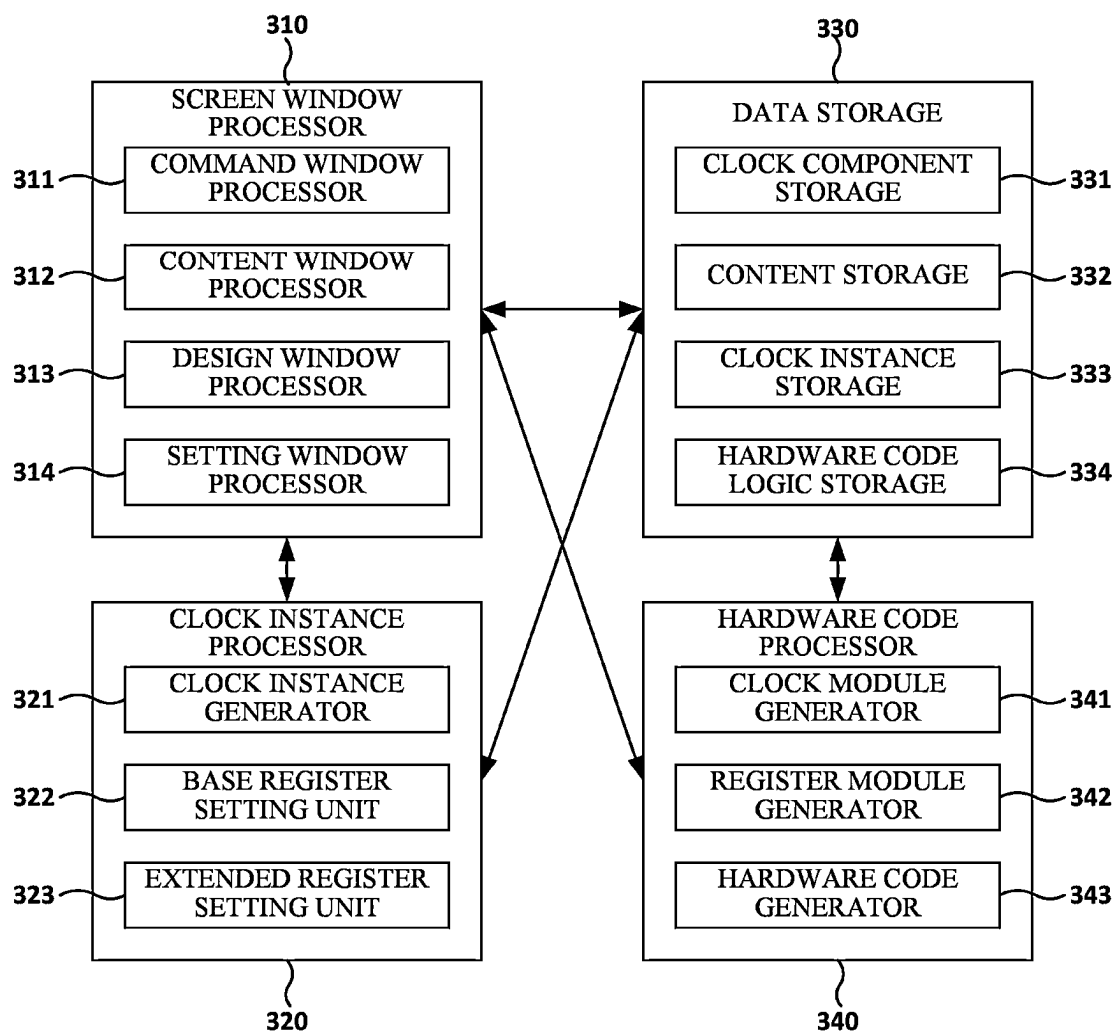 310
SCREEN WINDOW
PROCESSOR
311
COMMAND WINDOW
PROCESSOR
312
CONTENT WINDOW
PROCESSOR
313
DESIGN WINDOW
PROCESSOR
314
SETTING WINDOW
PROCESSOR
330
DATA STORAGE
CLOCK COMPONENT
STORAGE
331
CONTENT STORAGE
332
CLOCK INSTANCE
STORAGE
333
HARDWARE CODE
LOGIC STORAGE
334
CLOCK INSTANCE
PROCESSOR
321
CLOCK INSTANCE
GENERATOR
322
BASE REGISTER
SETTING UNIT
323
EXTENDED REGISTER
SETTING UNIT
320
HARDWARE CODE
PROCESSOR
CLOCK MODULE
GENERATOR
341
REGISTER MODULE
GENERATOR
342
HARDWARE CODE
GENERATOR
343
340